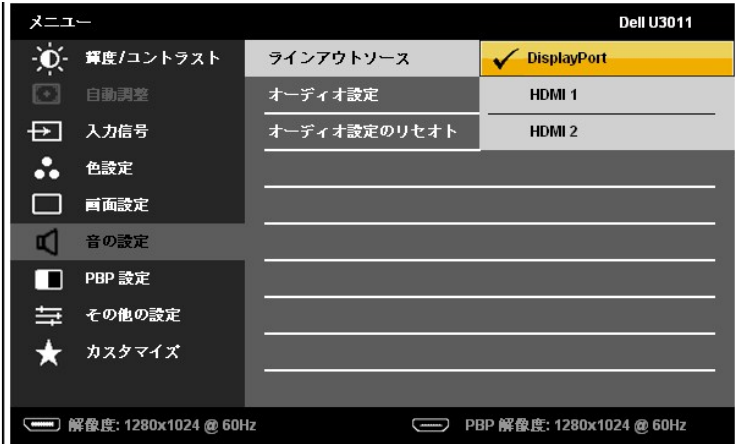 メニュー
Dell U3011
輝度/コントラスト
自動調整
入力信号
色設定
画面設定
音の設定
PBP 設定
その他の設定
カスタマイズ
ラインアウトソース
オーディオ設定
オーディオ設定のリセオト
DisplayPort
HDMI 1
HDMI 2
解像度: 1280x1024 @ 60Hz
PBP 解像度: 1280x1024 @ 60Hz